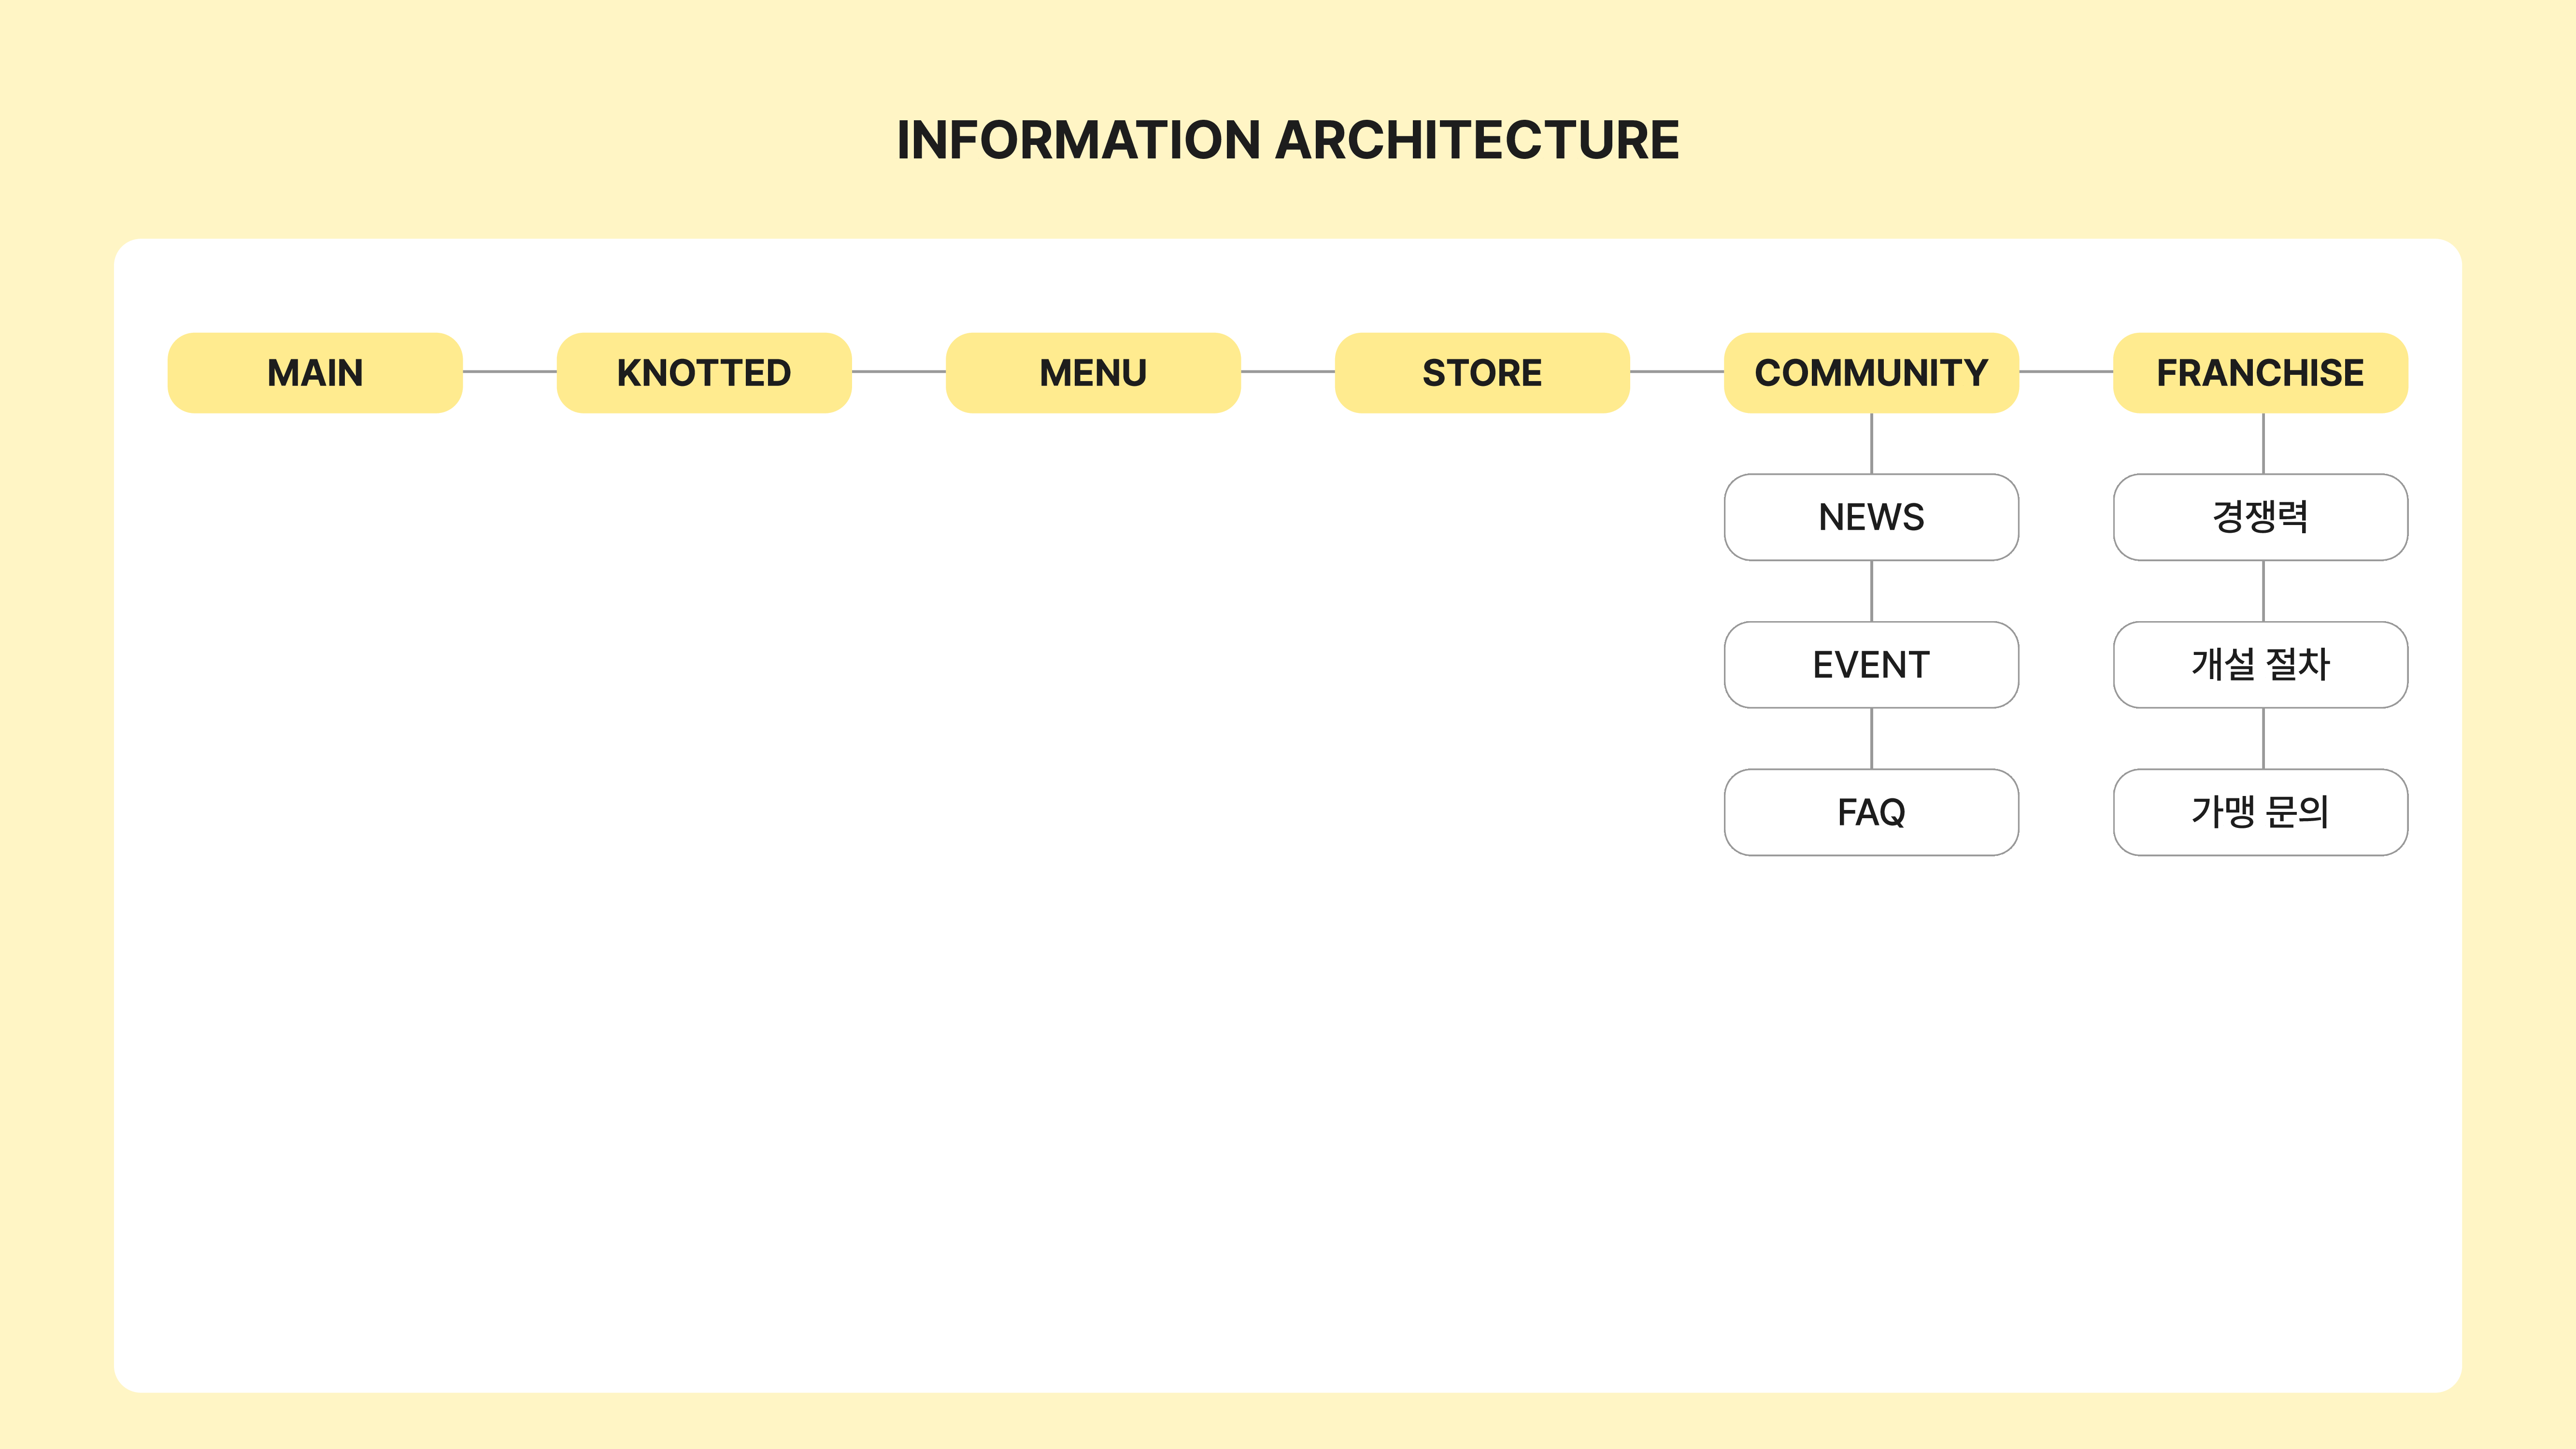 INFORMATION ARCHITECTURE
MAIN
KNOTTED
MENU
STORE
COMMUNITY
FRANCHISE
NEWS
경쟁력
EVENT
개설 절차
FAQ
가맹 문의